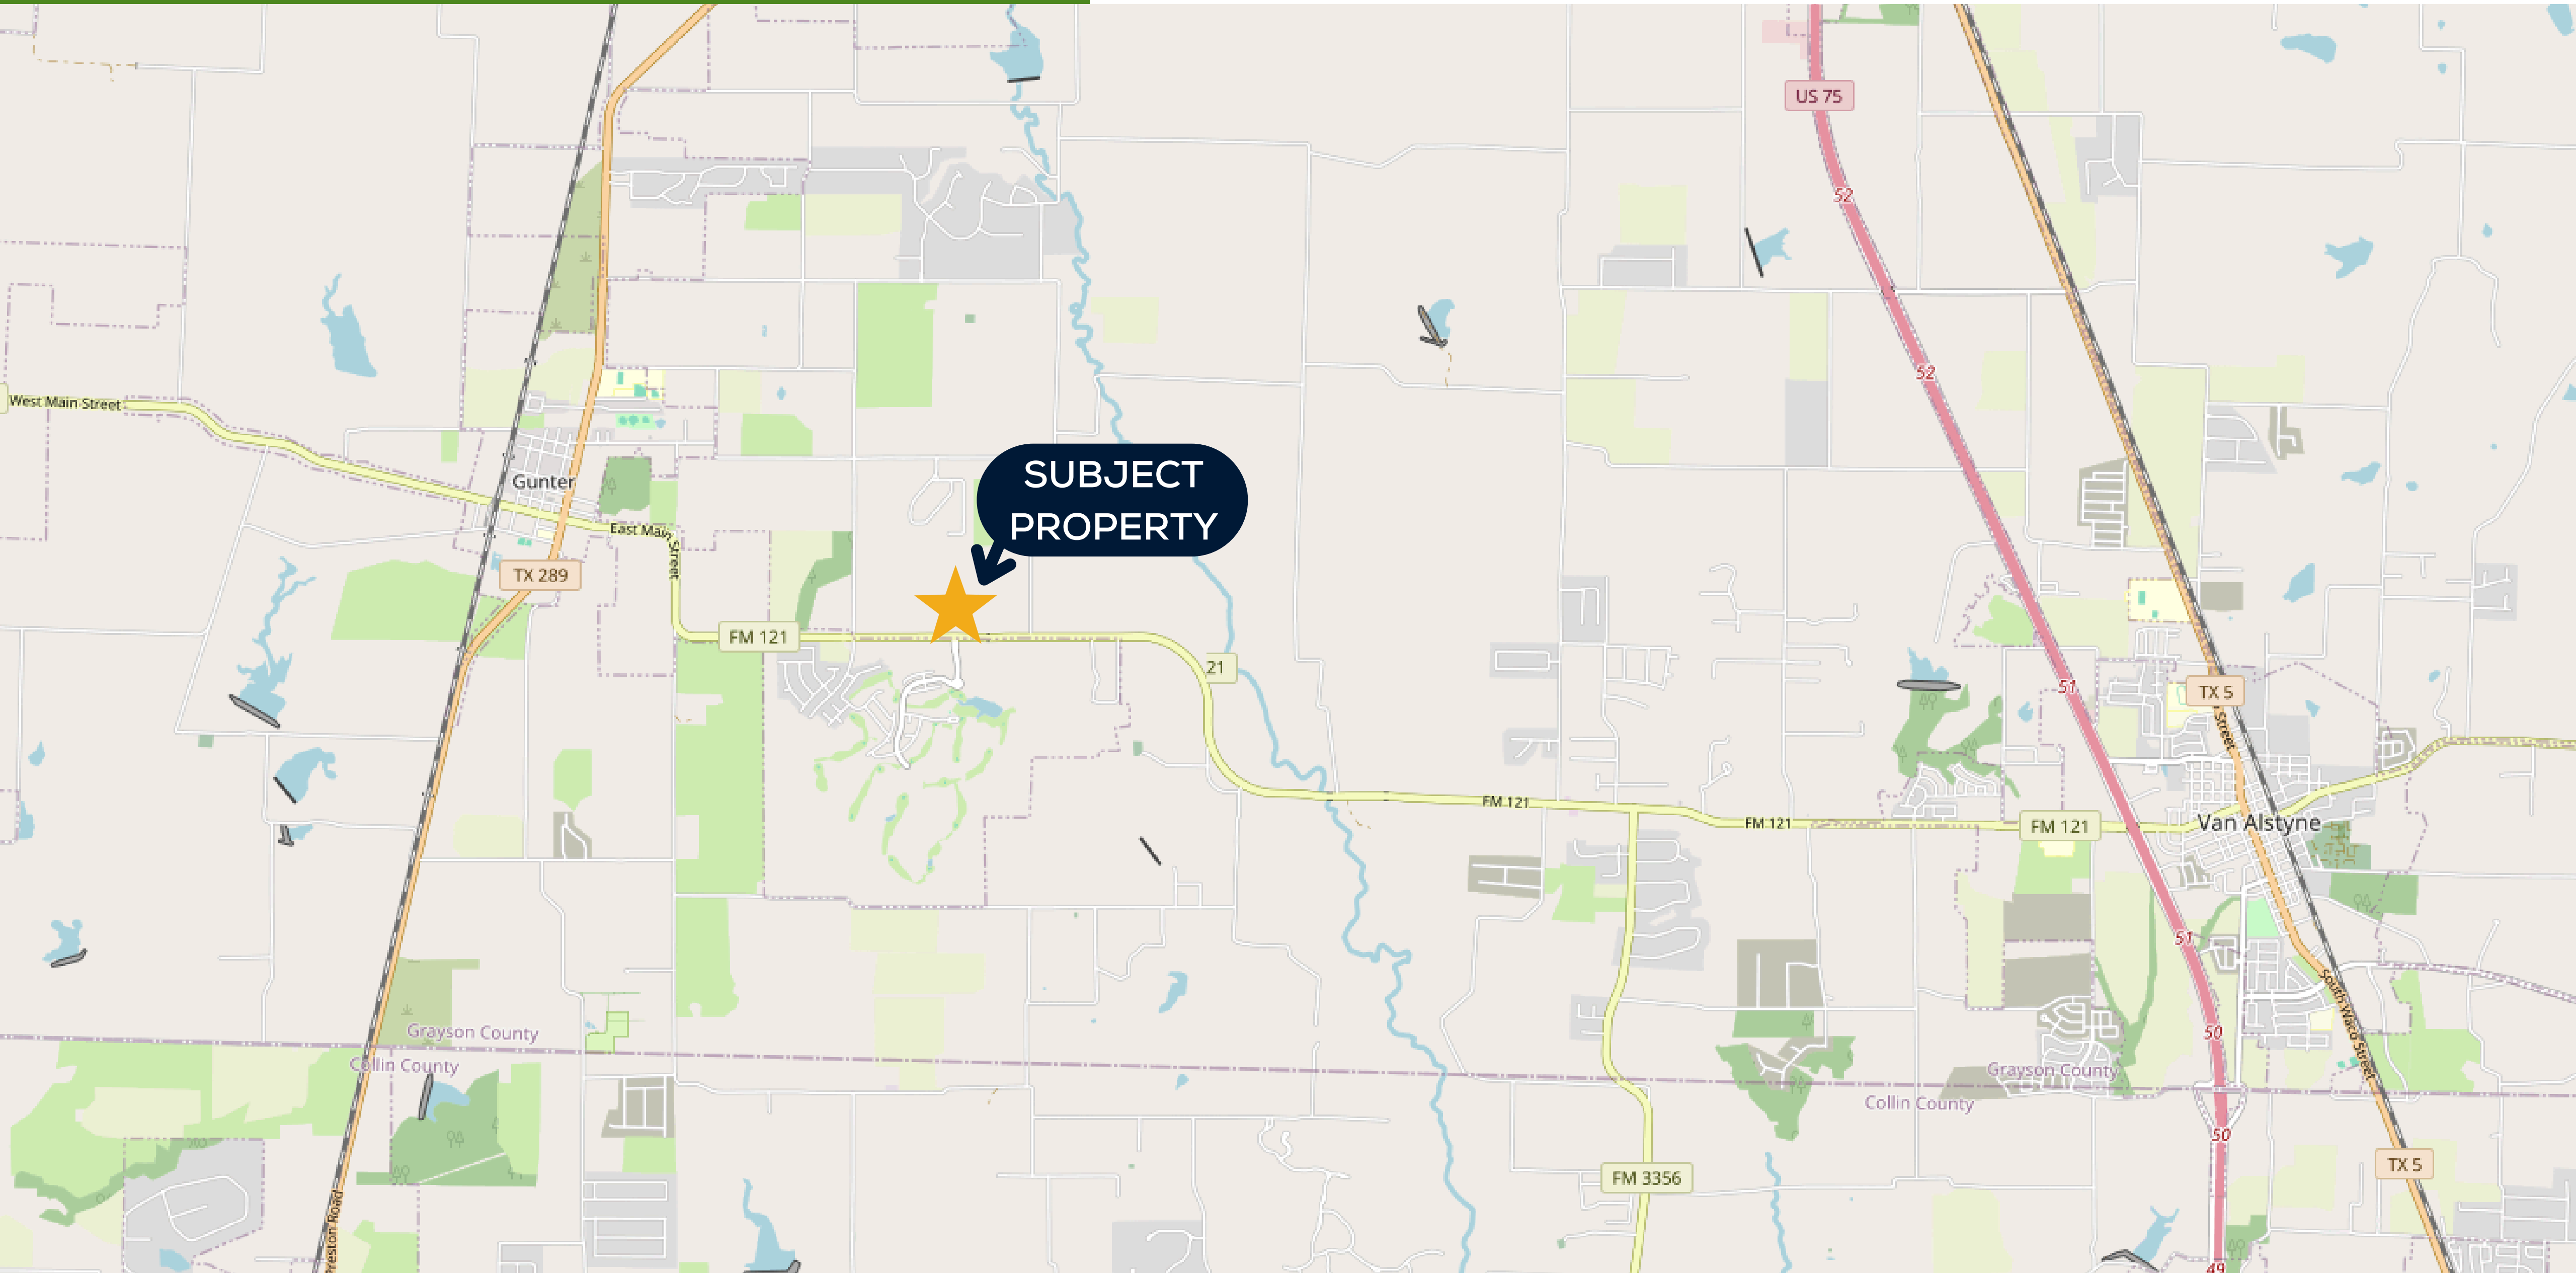 US 75
52
52
West Main Street
SUBJECT
PROPERTY
Gunter
East Main Street
TX 289
FM 121
21
51
TX 5
Street
FM 121
FM 121
FM 121
Van Alstyne
51
South Waco Street
Grayson County
50
Collin County
Grayson County
Collin County
50
TX 5
FM 3356
Preston Road
49